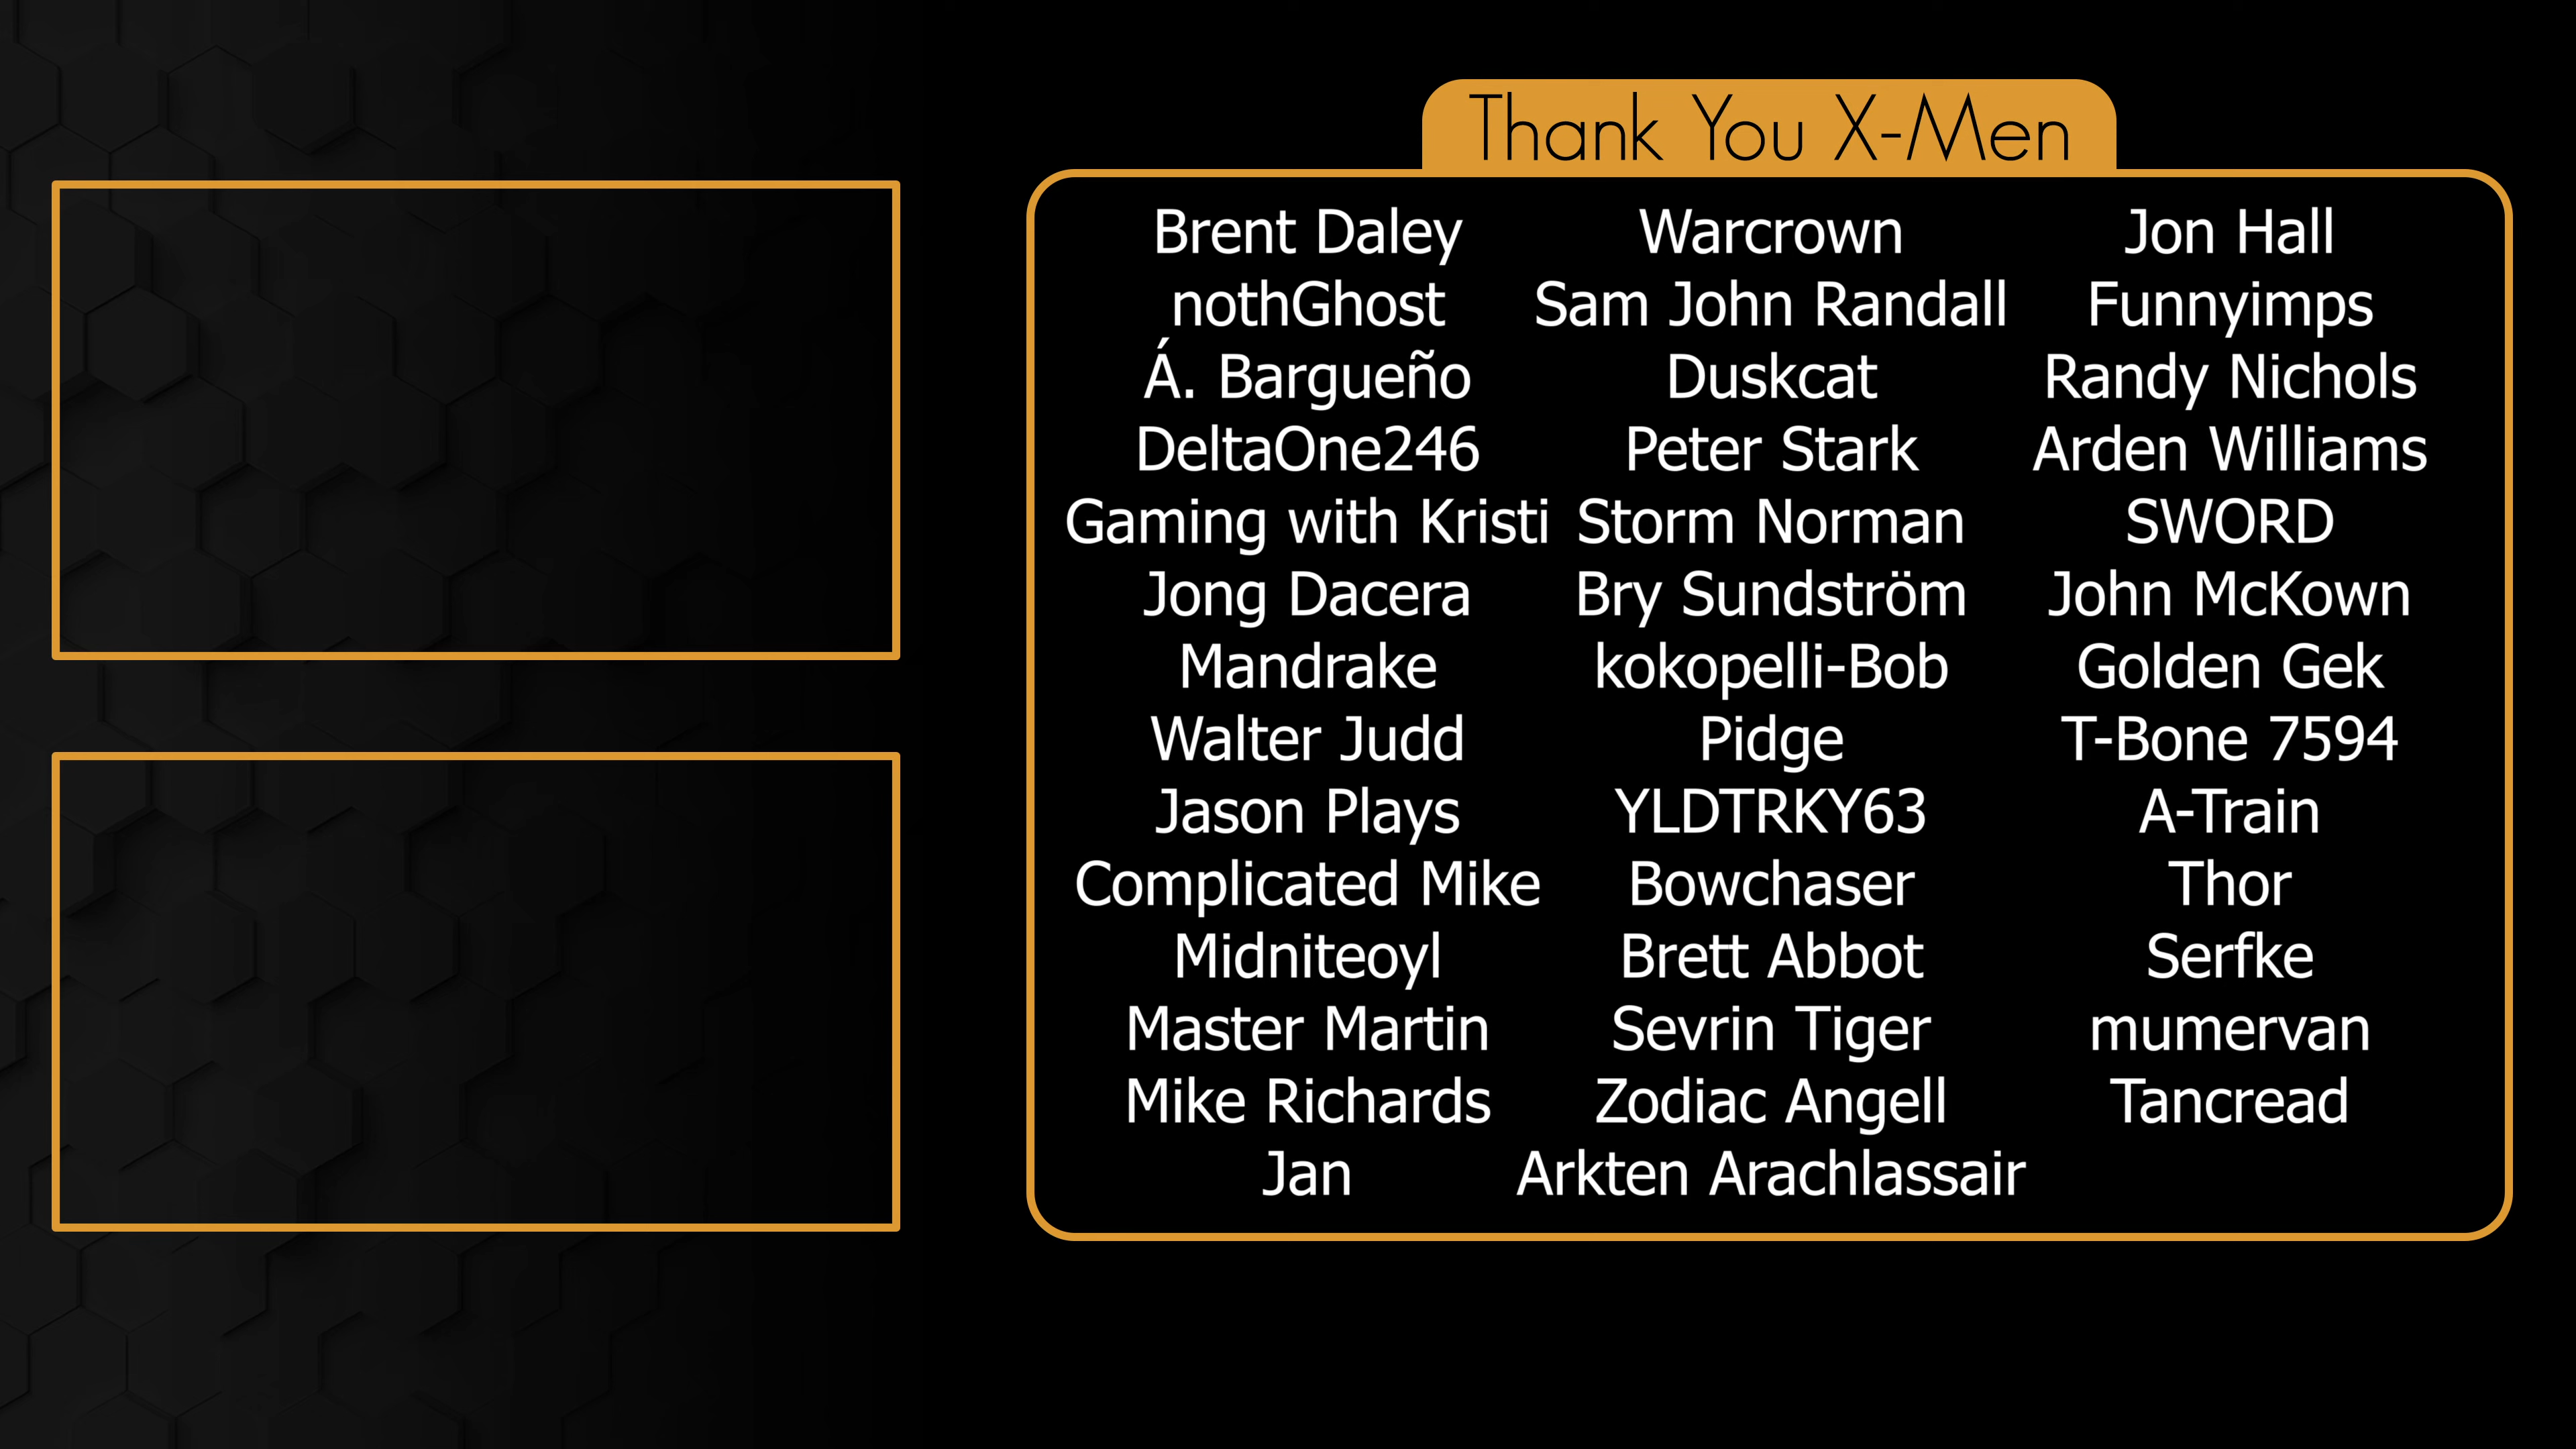 Thank You X-Men
Brent Daley
nothGhost
Á. Bargueño
DeltaOne246
Gaming with Kristi
Jong Dacera
Mandrake
Walter Judd
Jason Plays
Complicated Mike
Midniteoyl
Master Martin
Mike Richards
Jan
Warcrown
Sam John Randall
Duskcat
Peter Stark
Storm Norman
Bry Sundström
kokopelli-Bob
Pidge
YLDTRKY63
Bowchaser
Brett Abbot
Sevrin Tiger
Zodiac Angell
Arkten Arachlassair
Jon Hall
Funnyimps
Randy Nichols
Arden Williams
SWORD
John McKown
Golden Gek
T-Bone 7594
A-Train
Thor
Serfke
mumervan
Tancread